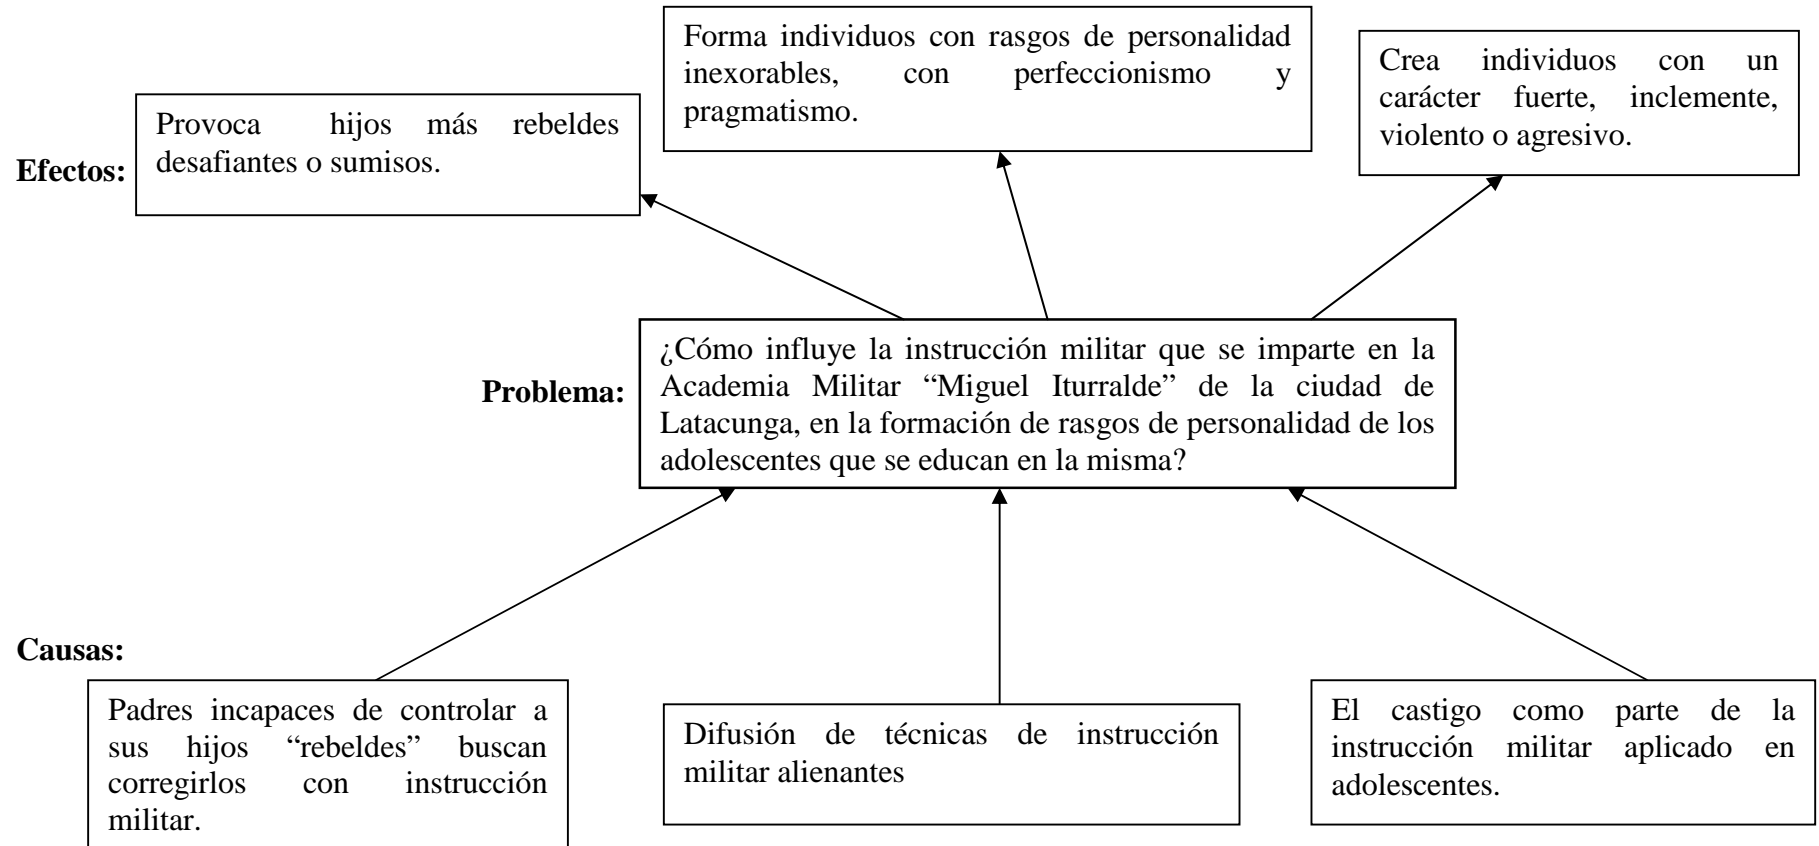 Forma individuos con rasgos de personalidad
inexorables, con perfeccionismo y
pragmatismo.
Crea individuos con un
carácter fuerte, inclemente,
violento o agresivo.
Provoca hijos más rebeldes
desafiantes o sumisos.
Efectos:
¿Cómo influye la instrucción militar que se imparte en la
Academia Militar “Miguel Iturralde” de la ciudad de
Latacunga, en la formación de rasgos de personalidad de los
adolescentes que se educan en la misma?
Problema:
Causas:
Padres incapaces de controlar a
sus hijos “rebeldes” buscan
corregirlos con instrucción
militar.
Difusión de técnicas de instrucción
militar alienantes
El castigo como parte de la
instrucción militar aplicado en
adolescentes.